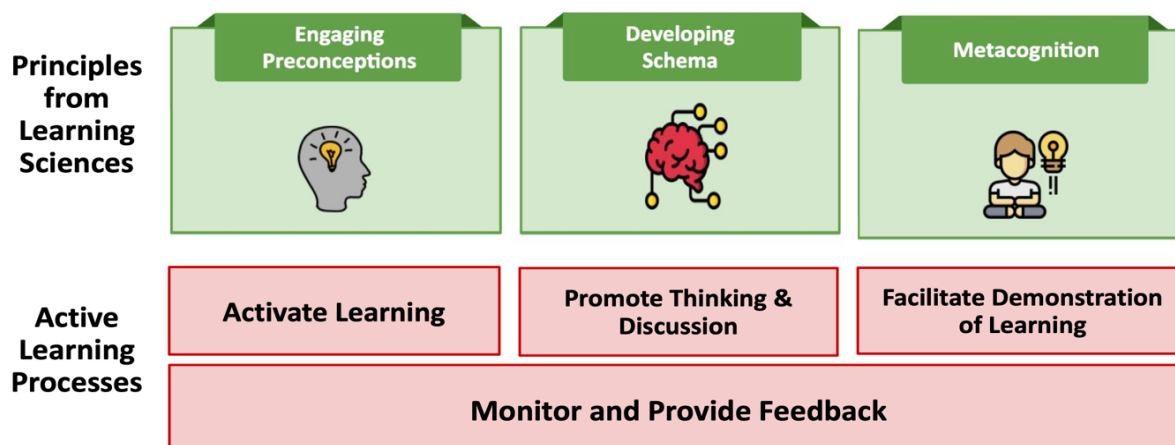 Principles
from
Learning
Sciences
Engaging
Preconceptions
Developing
Schema
Metacognition
Active
Learning
Processes
Activate Learning
Promote Thinking &
Discussion
Facilitate Demonstration
of Learning
Monitor and Provide Feedback